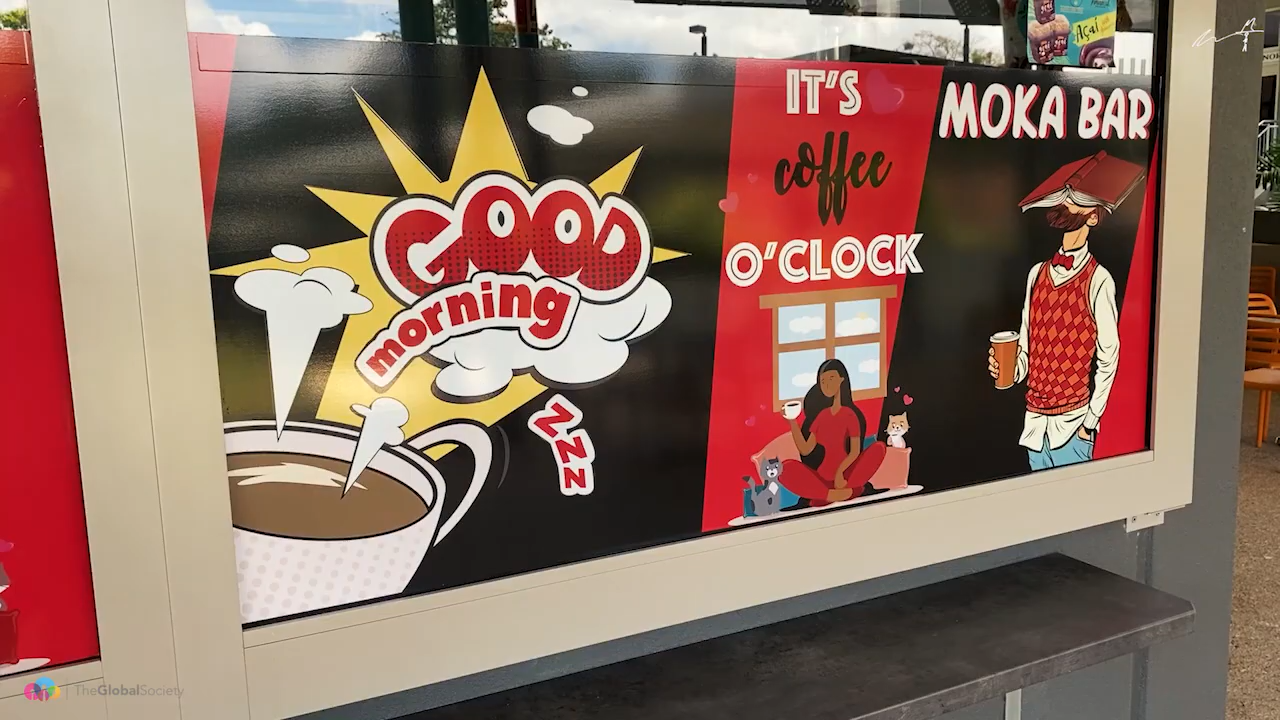 GOOD
morning
ZZZ
IT'S
coffee
O'CLOCK
MOKA BAR
Açaí
TheGlobalSociety